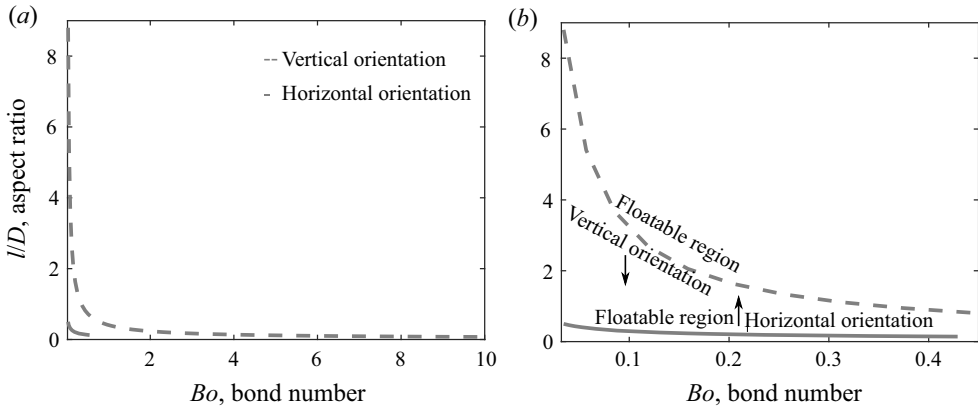 (a)
8
6
4
2
0
l/D, aspect ratio
Vertical orientation
Horizontal orientation
2 4 6 8 10
Bo, bond number
(b)
8
6
4
2
0
Floatable region
Vertical orientation
Floatable region
Horizontal orientation
0.1 0.2 0.3 0.4
Bo, bond number